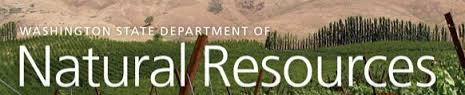 WASHINGTON STATE DEPARTMENT OF
Natural Resources